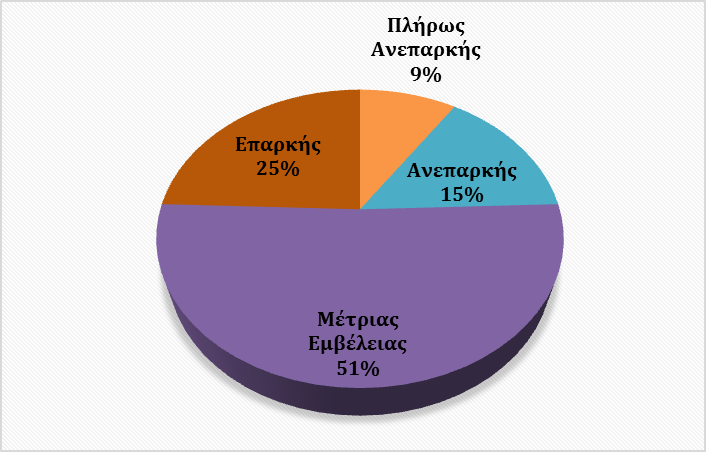 Πλήρως
Ανεπαρκής
9%
Επαρκής
25%
Ανεπαρκής
15%
Μέτριας
Εμβέλειας
51%